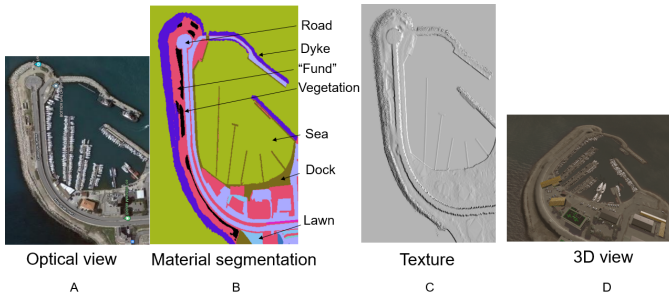 Road
Dyke
“Fund”
Vegetation
Sea
Dock
Lawn
Optical view
Material segmentation
Texture
3D view
A
B
C
D